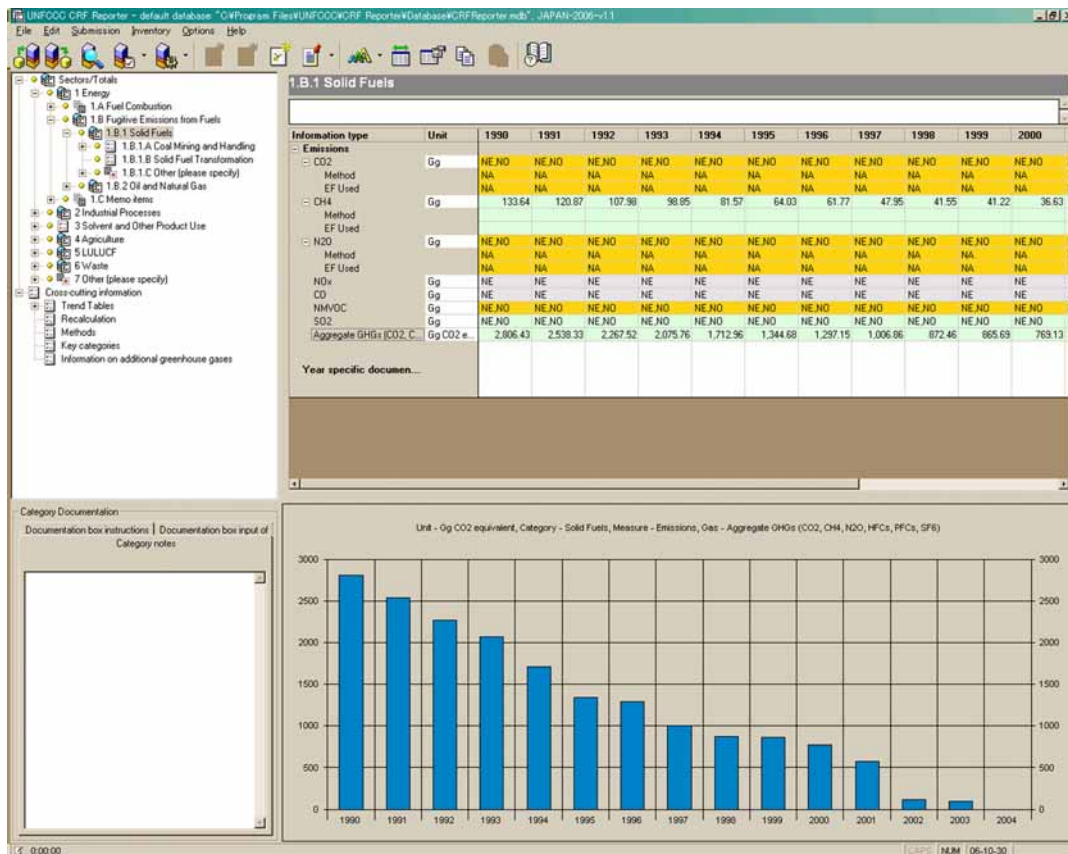 UNFCCC CRF Reporter - default database: "C:¥Program Files¥UNFCCC¥CRF Reporter¥Database¥CRFReporter.mdb", JAPAN-2006-v1.1
File Edit Submission Inventory Options Help
Sectors/Totals
1 Energy
1.A Fuel Combustion
1.B Fugitive Emissions from Fuels
1.B.1 Solid Fuels
1.B.1.A Coal Mining and Handling
1.B.1.B Solid Fuel Transformation
1.B.1.C Other (please specify)
1.B.2 Oil and Natural Gas
1.C Memo items
2 Industrial Processes
3 Solvent and Other Product Use
4 Agriculture
5 LULUCF
6 Waste
7 Other (please specify)
Cross-cutting information
Trend Tables
Recalculation
Methods
Key categories
Information on additional greenhouse gases
1.B.1 Solid Fuels
Information type Unit 1990 1991 1992 1993 1994 1995 1996 1997 1998 1999 2000
Emissions
CO2 Gg NE,NO NE,NO NE,NO NE,NO NE,NO NE,NO NE,NO NE,NO NE,NO NE,NO NE,NO
Method NA NA NA NA NA NA NA NA NA NA NA
EF Used NA NA NA NA NA NA NA NA NA NA NA
CH4 Gg 133.64 120.87 107.98 98.85 81.57 64.03 61.77 47.95 41.55 41.22 36.63
Method
EF Used
N2O Gg NE,NO NE,NO NE,NO NE,NO NE,NO NE,NO NE,NO NE,NO NE,NO NE,NO NE,NO
Method NA NA NA NA NA NA NA NA NA NA NA
EF Used NA NA NA NA NA NA NA NA NA NA NA
NOx Gg NE NE NE NE NE NE NE NE NE NE NE
CO Gg NE NE NE NE NE NE NE NE NE NE NE
NMVOC Gg NE,NO NE,NO NE,NO NE,NO NE,NO NE,NO NE,NO NE,NO NE,NO NE,NO NE,NO
SO2 Gg NE,NO NE,NO NE,NO NE,NO NE,NO NE,NO NE,NO NE,NO NE,NO NE,NO NE,NO
Aggregate GHGs (CO2, C... Gg CO2 e... 2,806.43 2,538.33 2,267.52 2,075.76 1,712.96 1,344.68 1,297.15 1,006.86 872.46 865.69 769.13
Year specific documen...
Category Documentation
Documentation box instructions Documentation box input of
Category notes
Unit - Gg CO2 equivalent, Category - Solid Fuels, Measure - Emissions, Gas - Aggregate GHGs (CO2, CH4, N2O, HFCs, PFCs, SF6)
3000 3000
2500 2500
2000 2000
1500 1500
1000 1000
500 500
0 0
1990 1991 1992 1993 1994 1995 1996 1997 1998 1999 2000 2001 2002 2003 2004
0:00:00 CAPS NUM 06-10-30